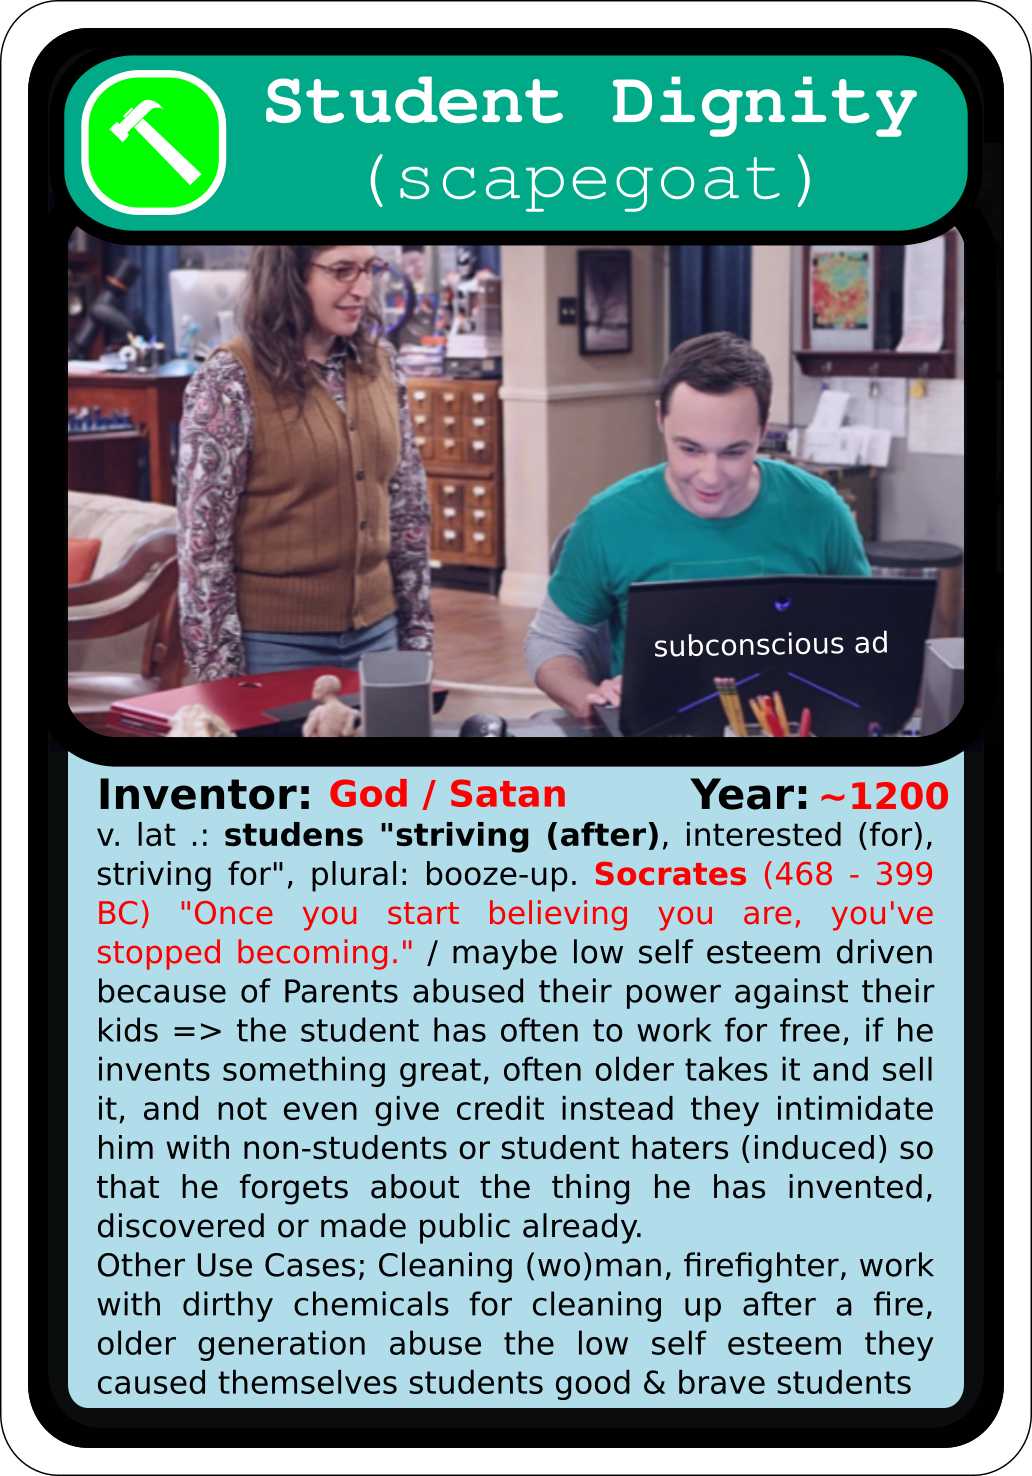 Student Dignity
(scapegoat)
subconscious ad
Inventor: God / Satan Year: ~1200
v. lat .: studens "striving (after), interested (for),
striving for", plural: booze-up. Socrates (468 - 399
BC) "Once you start believing you are, you've
stopped becoming." / maybe low self esteem driven
because of Parents abused their power against their
kids => the student has often to work for free, if he
invents something great, often older takes it and sell
it, and not even give credit instead they intimidate
him with non-students or student haters (induced) so
that he forgets about the thing he has invented,
discovered or made public already.
Other Use Cases; Cleaning (wo)man, firefighter, work
with dirthy chemicals for cleaning up after a fire,
older generation abuse the low self esteem they
caused themselves students good & brave students